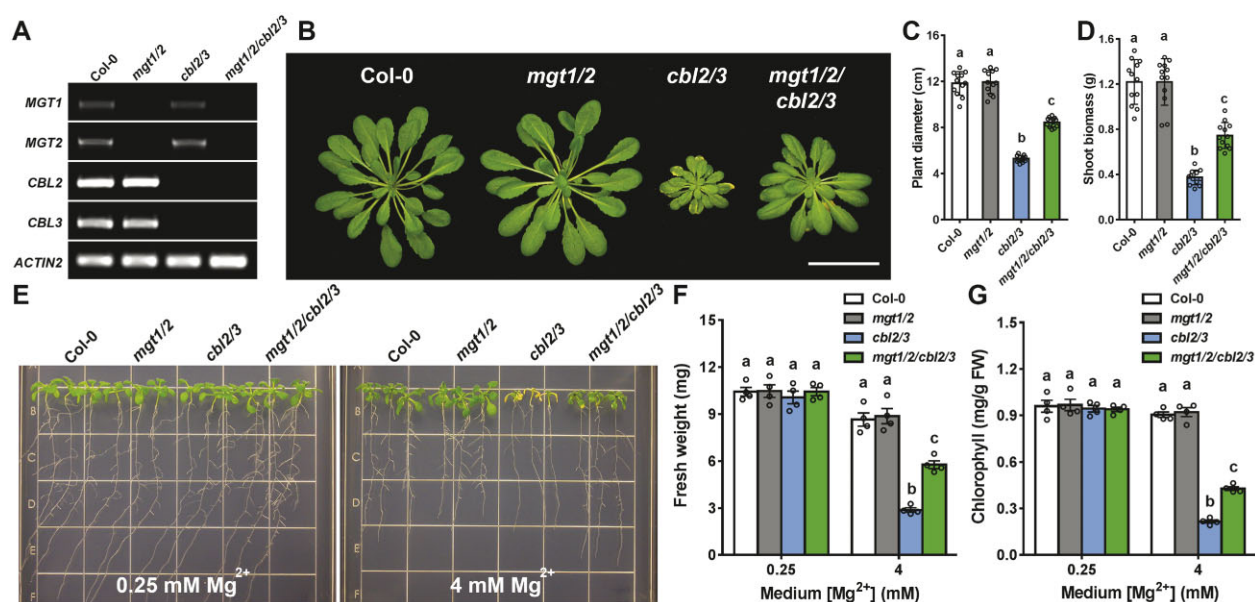 A
Col-0
mgt1/2
cbl2/3
mgt1/2/cbl2/3
MGT1
MGT2
CBL2
CBL3
ACTIN2
B
Col-0
mgt1/2
cbl2/3
mgt1/2/
cbl2/3
C
Plant diameter (cm)
16
12
8
4
0
a
a
b
c
Col-0
mgt1/2
cbl2/3
mgt1/2/cbl2/3
D
Shoot biomass (g)
1.6
1.2
0.8
0.4
0.0
a
a
b
c
Col-0
mgt1/2
cbl2/3
mgt1/2/cbl2/3
E
Col-0
mgt1/2
cbl2/3
mgt1/2/cbl2/3
B
C
D
E
F
0.25 mM Mg²⁺
Col-0
mgt1/2
cbl2/3
mgt1/2/cbl2/3
B
C
D
E
F
4 mM Mg²⁺
F
Col-0
mgt1/2
cbl2/3
mgt1/2/cbl2/3
Fresh weight (mg)
15
12
9
6
3
0
a a a a
a a
b
c
0.25 4
Medium [Mg²⁺] (mM)
G
Col-0
mgt1/2
cbl2/3
mgt1/2/cbl2/3
Chlorophyll (mg/g FW)
1.5
1.2
0.9
0.6
0.3
0.0
a a a a
a a
b
c
0.25 4
Medium [Mg²⁺] (mM)